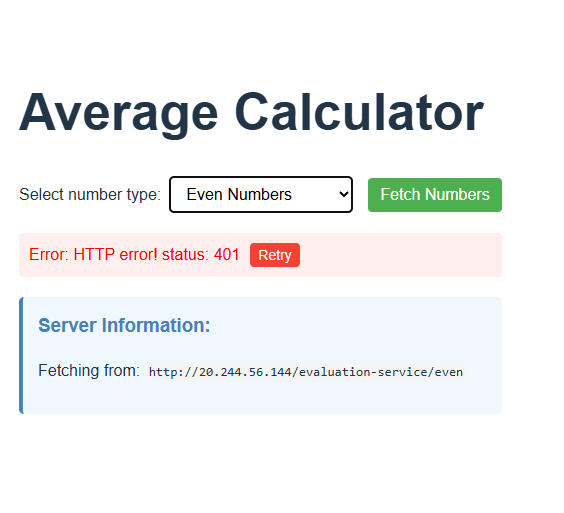 Average Calculator
Select number type: Even Numbers Fetch Numbers
Error: HTTP error! status: 401 Retry
Server Information:
Fetching from: http://20.244.56.144/evaluation-service/even